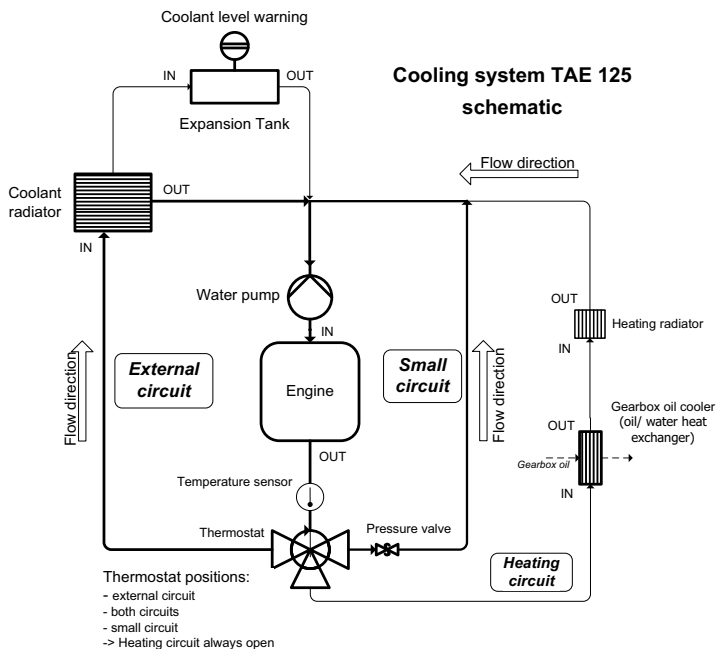 Coolant level warning
Cooling system TAE 125
schematic
IN
OUT
Expansion Tank
Flow direction
Coolant
radiator
OUT
IN
Water pump
IN
OUT
Heating radiator
IN
External
circuit
Small
circuit
Flow direction
Flow direction
Engine
OUT
Gearbox oil cooler
(oil/ water heat
exchanger)
OUT
Gearbox oil
IN
Temperature sensor
Thermostat
Pressure valve
Heating
circuit
Thermostat positions:
- external circuit
- both circuits
- small circuit
-> Heating circuit always open